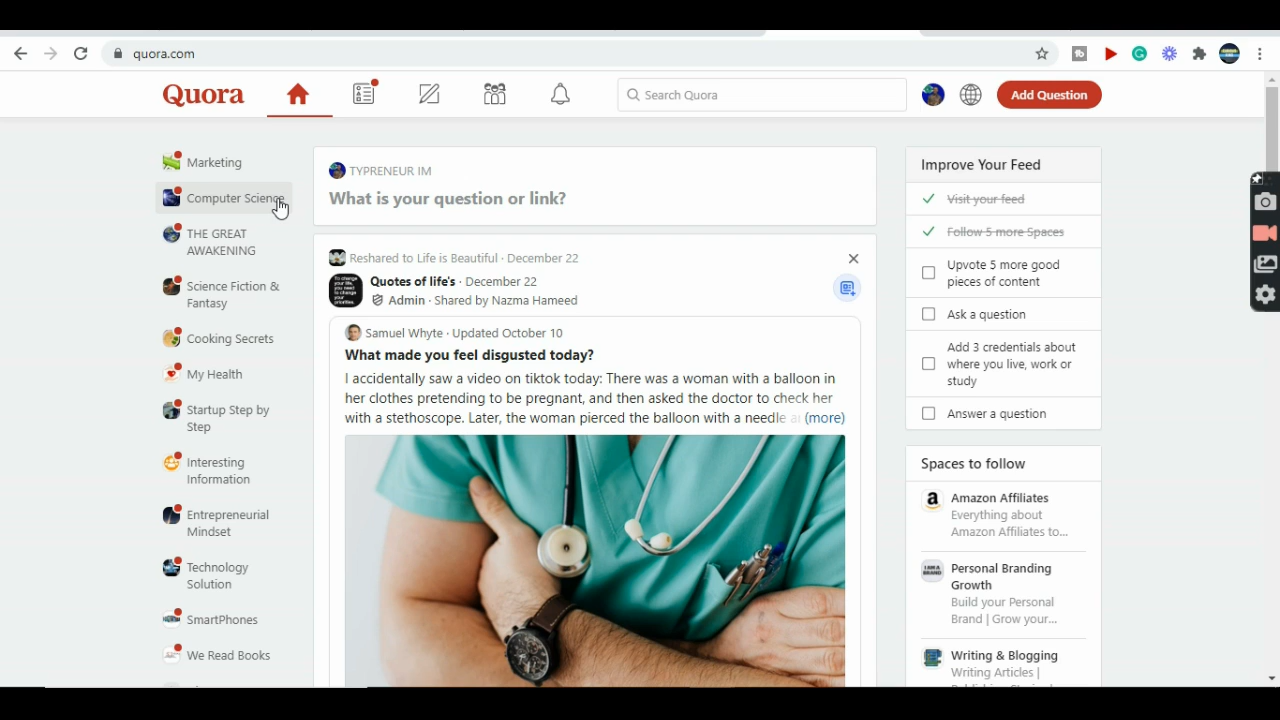 quora.com
Quora
Search Quora
Add Question
Marketing
Computer Science
THE GREAT
AWAKENING
Science Fiction &
Fantasy
Cooking Secrets
My Health
Startup Step by
Step
Interesting
Information
Entrepreneurial
Mindset
Technology
Solution
SmartPhones
We Read Books
TYPRENEUR IM
What is your question or link?
Reshared to Life is Beautiful · December 22
Quotes of life's · December 22
Admin · Shared by Nazma Hameed
Samuel Whyte · Updated October 10
What made you feel disgusted today?
I accidentally saw a video on tiktok today: There was a woman with a balloon in
her clothes pretending to be pregnant, and then asked the doctor to check her
with a stethoscope. Later, the woman pierced the balloon with a needle (more)
Improve Your Feed
Visit your feed
Follow 5 more Spaces
Upvote 5 more good
pieces of content
Ask a question
Add 3 credentials about
where you live, work or
study
Answer a question
Spaces to follow
Amazon Affiliates
Everything about
Amazon Affiliates to...
Personal Branding
Growth
Build your Personal
Brand | Grow your...
Writing & Blogging
Writing Articles |